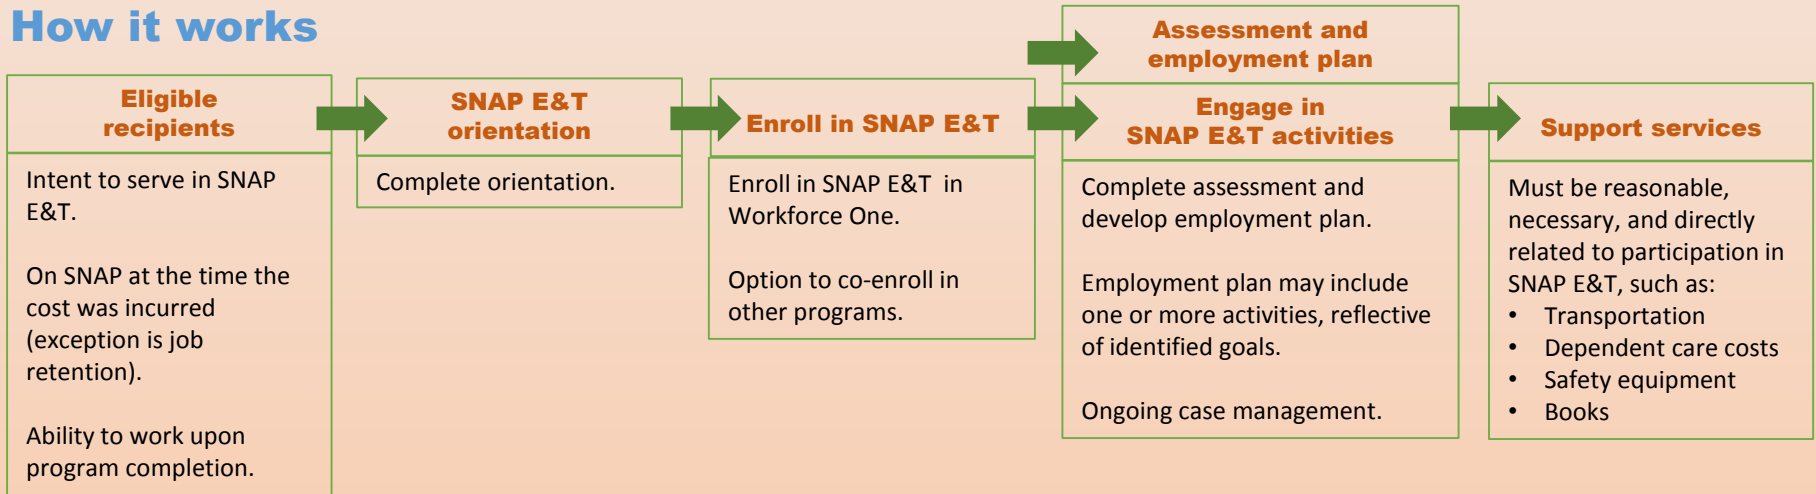 How it works
Eligible
recipients
Intent to serve in SNAP
E&T.
On SNAP at the time the
cost was incurred
(exception is job
retention).
Ability to work upon
program completion.
SNAP E&T
orientation
Complete orientation.
Enroll in SNAP E&T
Enroll in SNAP E&T in
Workforce One.
Option to co-enroll in
other programs.
Assessment and
employment plan
Engage in
SNAP E&T activities
Complete assessment and
develop employment plan.
Employment plan may include
one or more activities, reflective
of identified goals.
Ongoing case management.
Support services
Must be reasonable,
necessary, and directly
related to participation in
SNAP E&T, such as:
• Transportation
• Dependent care costs
• Safety equipment
• Books